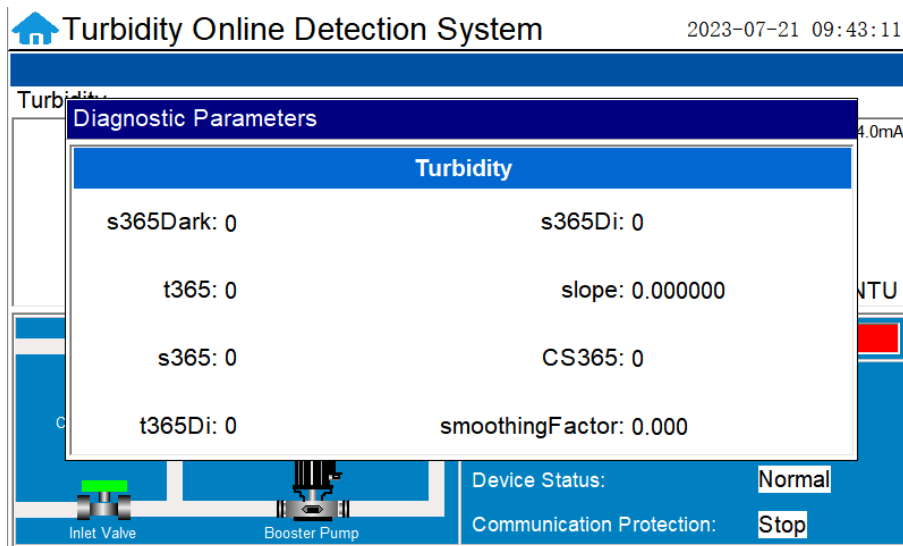 Turbidity Online Detection System 2023-07-21 09:43:11
Diagnostic Parameters
4.0mA
Turbidity
s365Dark: 0 s365Di: 0
t365: 0 slope: 0.000000
s365: 0 CS365: 0
t365Di: 0 smoothingFactor: 0.000
Device Status: Normal
Communication Protection: Stop
Inlet Valve Booster Pump